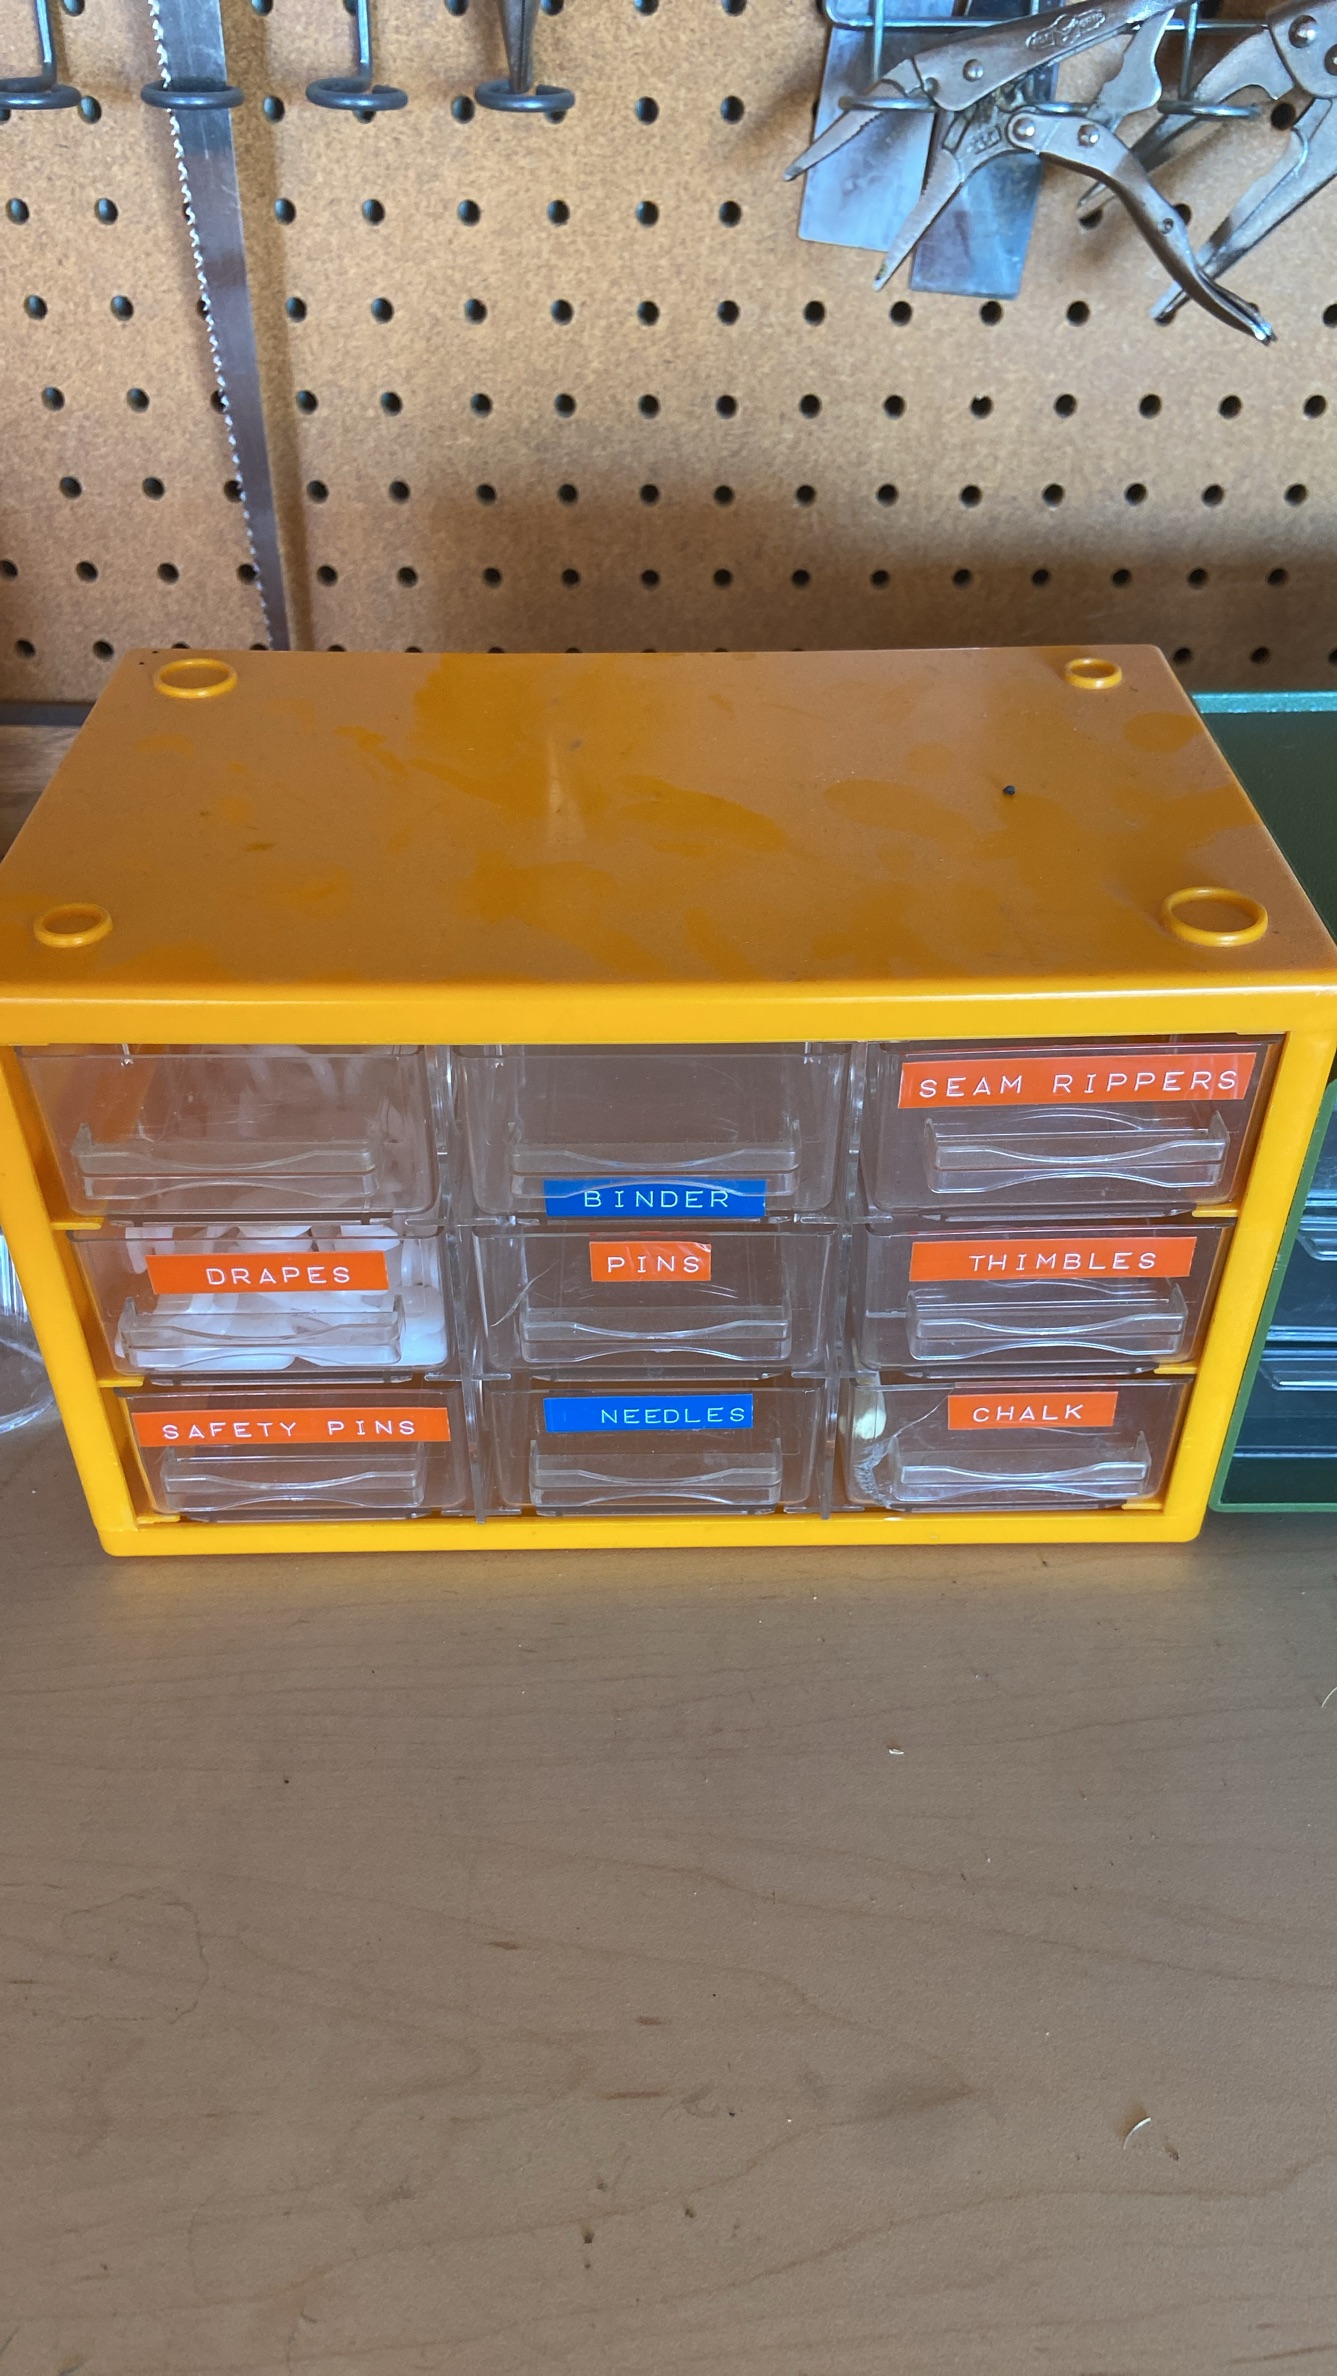 SEAM RIPPERS
BINDER
DRAPES
PINS
THIMBLES
SAFETY PINS
NEEDLES
CHALK